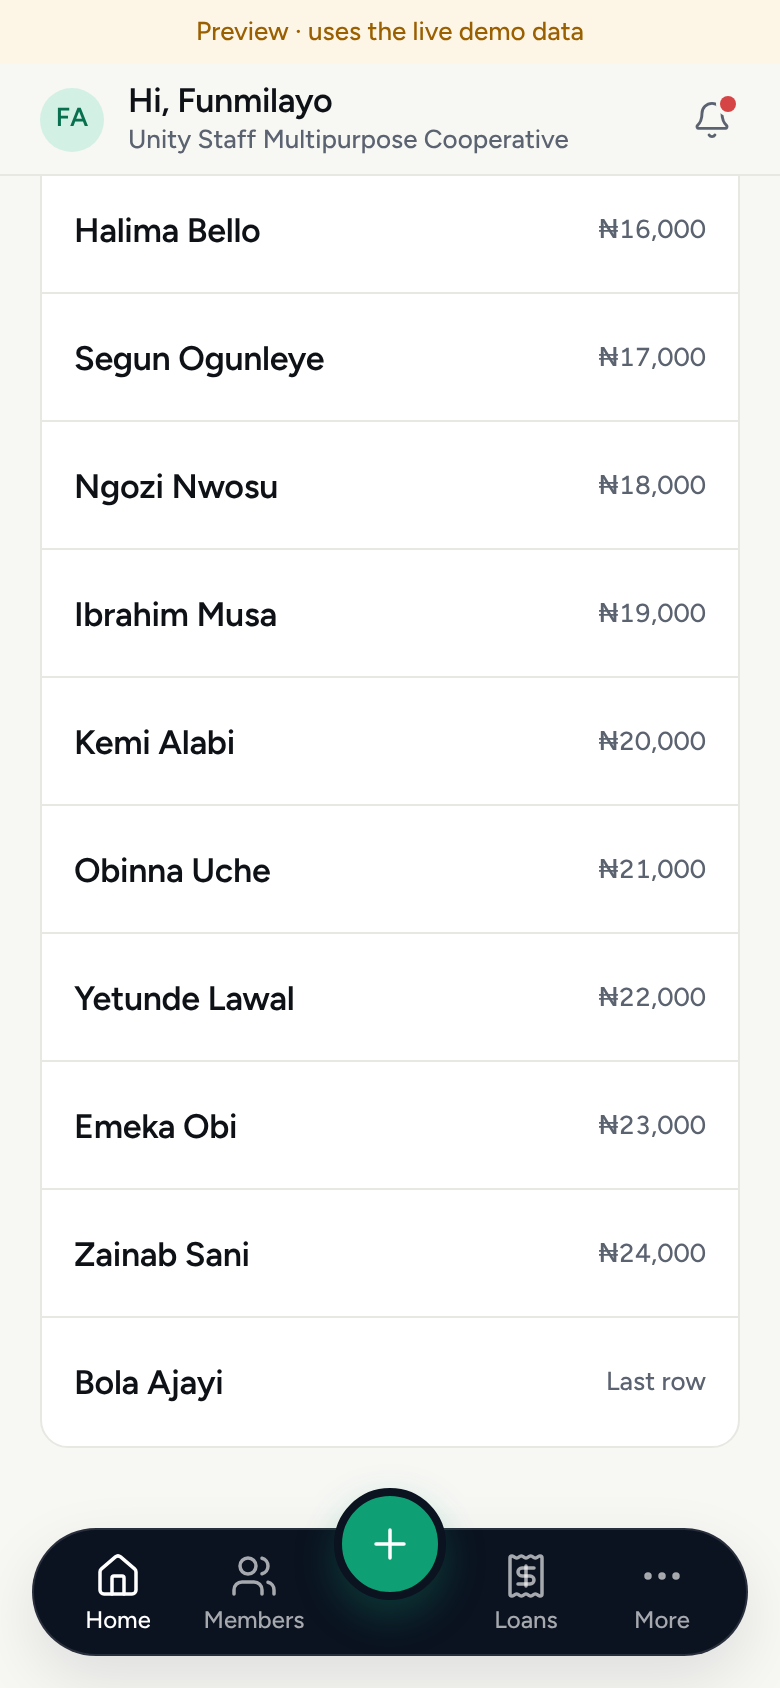 Preview · uses the live demo data
FA
Hi, Funmilayo
Unity Staff Multipurpose Cooperative
Halima Bello ₦16,000
Segun Ogunleye ₦17,000
Ngozi Nwosu ₦18,000
Ibrahim Musa ₦19,000
Kemi Alabi ₦20,000
Obinna Uche ₦21,000
Yetunde Lawal ₦22,000
Emeka Obi ₦23,000
Zainab Sani ₦24,000
Bola Ajayi Last row
Home Members Loans More